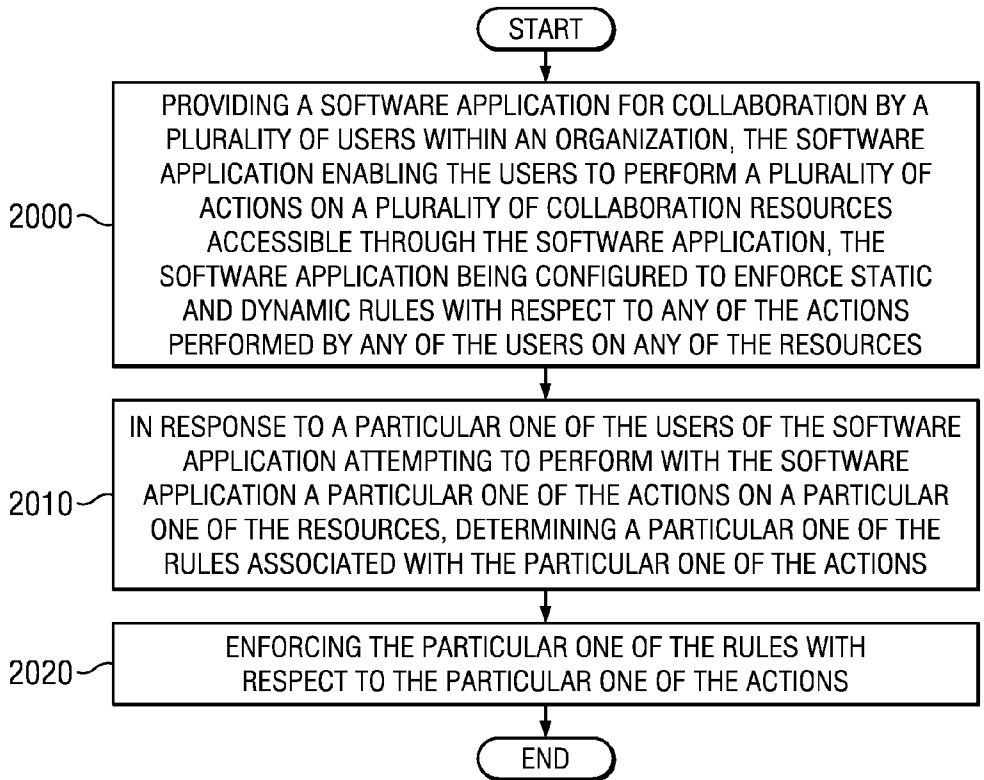 START
PROVIDING A SOFTWARE APPLICATION FOR COLLABORATION BY A
PLURALITY OF USERS WITHIN AN ORGANIZATION, THE SOFTWARE
APPLICATION ENABLING THE USERS TO PERFORM A PLURALITY OF
ACTIONS ON A PLURALITY OF COLLABORATION RESOURCES
ACCESSIBLE THROUGH THE SOFTWARE APPLICATION, THE
SOFTWARE APPLICATION BEING CONFIGURED TO ENFORCE STATIC
AND DYNAMIC RULES WITH RESPECT TO ANY OF THE ACTIONS
PERFORMED BY ANY OF THE USERS ON ANY OF THE RESOURCES
2000
IN RESPONSE TO A PARTICULAR ONE OF THE USERS OF THE SOFTWARE
APPLICATION ATTEMPTING TO PERFORM WITH THE SOFTWARE
APPLICATION A PARTICULAR ONE OF THE ACTIONS ON A PARTICULAR
ONE OF THE RESOURCES, DETERMINING A PARTICULAR ONE OF THE
RULES ASSOCIATED WITH THE PARTICULAR ONE OF THE ACTIONS
2010
ENFORCING THE PARTICULAR ONE OF THE RULES WITH
RESPECT TO THE PARTICULAR ONE OF THE ACTIONS
2020
END